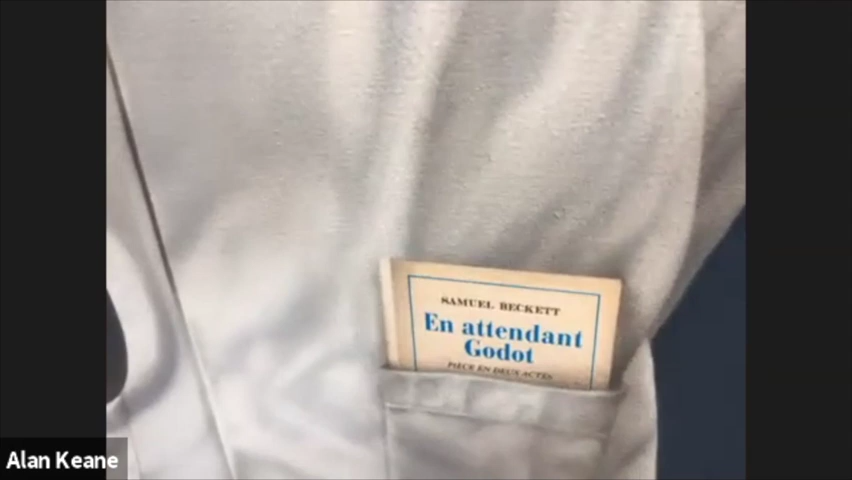 SAMUEL BECKETT
En attendant
Godot
PIÈCE EN DEUX ACTES
Alan Keane